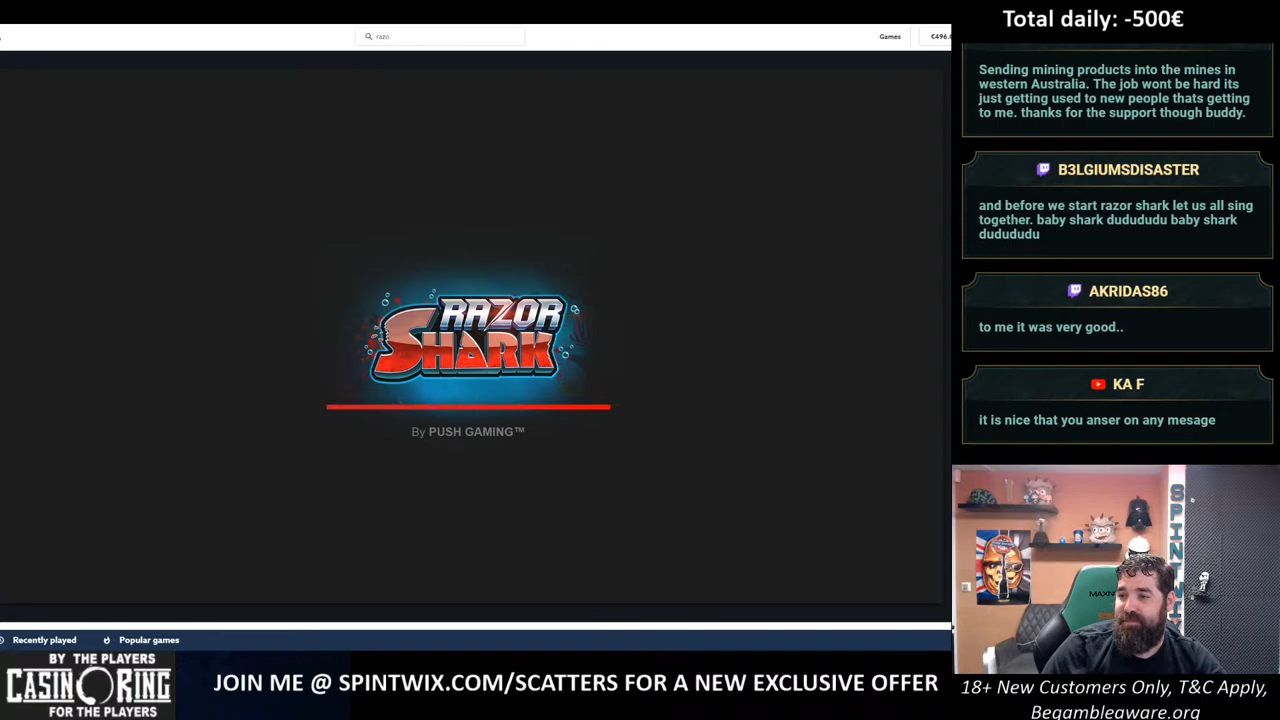 Total daily: -500€
razo
Games
€496.
Sending mining products into the mines in
western Australia. The job wont be hard its
just getting used to new people thats getting
to me. thanks for the support though buddy.
B3LGIUMSDISASTER
and before we start razor shark let us all sing
together. baby shark dudududu baby shark
dudududu
AKRIDAS86
to me it was very good..
KA F
it is nice that you anser on any mesage
RAZOR
SHARK
By PUSH GAMING™
SPINTWI
MAXN
Recently played
Popular games
BY THE PLAYERS
CASINORING
FOR THE PLAYERS
JOIN ME @ SPINTWIX.COM/SCATTERS FOR A NEW EXCLUSIVE OFFER
18+ New Customers Only, T&C Apply,
Begambleaware.org